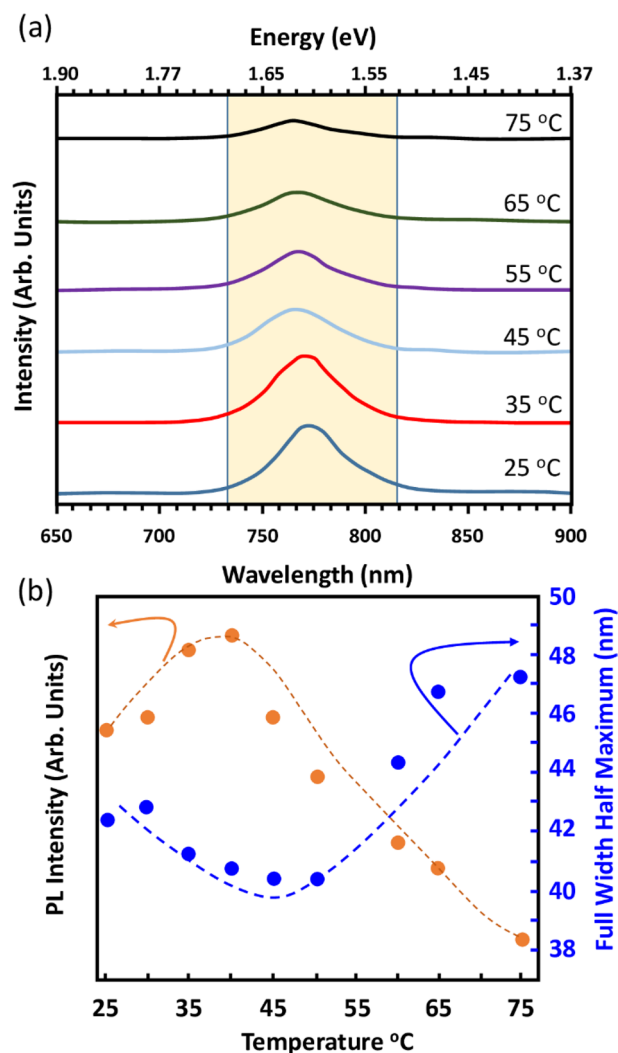 (a)
Energy (eV)
1.90 1.77 1.65 1.55 1.45 1.37
Intensity (Arb. Units)
75 ºC
65 ºC
55 ºC
45 ºC
35 ºC
25 ºC
650 700 750 800 850 900
Wavelength (nm)
(b)
PL Intensity (Arb. Units)
50
48
46
44
42
40
38
Full Width Half Maximum (nm)
25 35 45 55 65 75
Temperature ºC